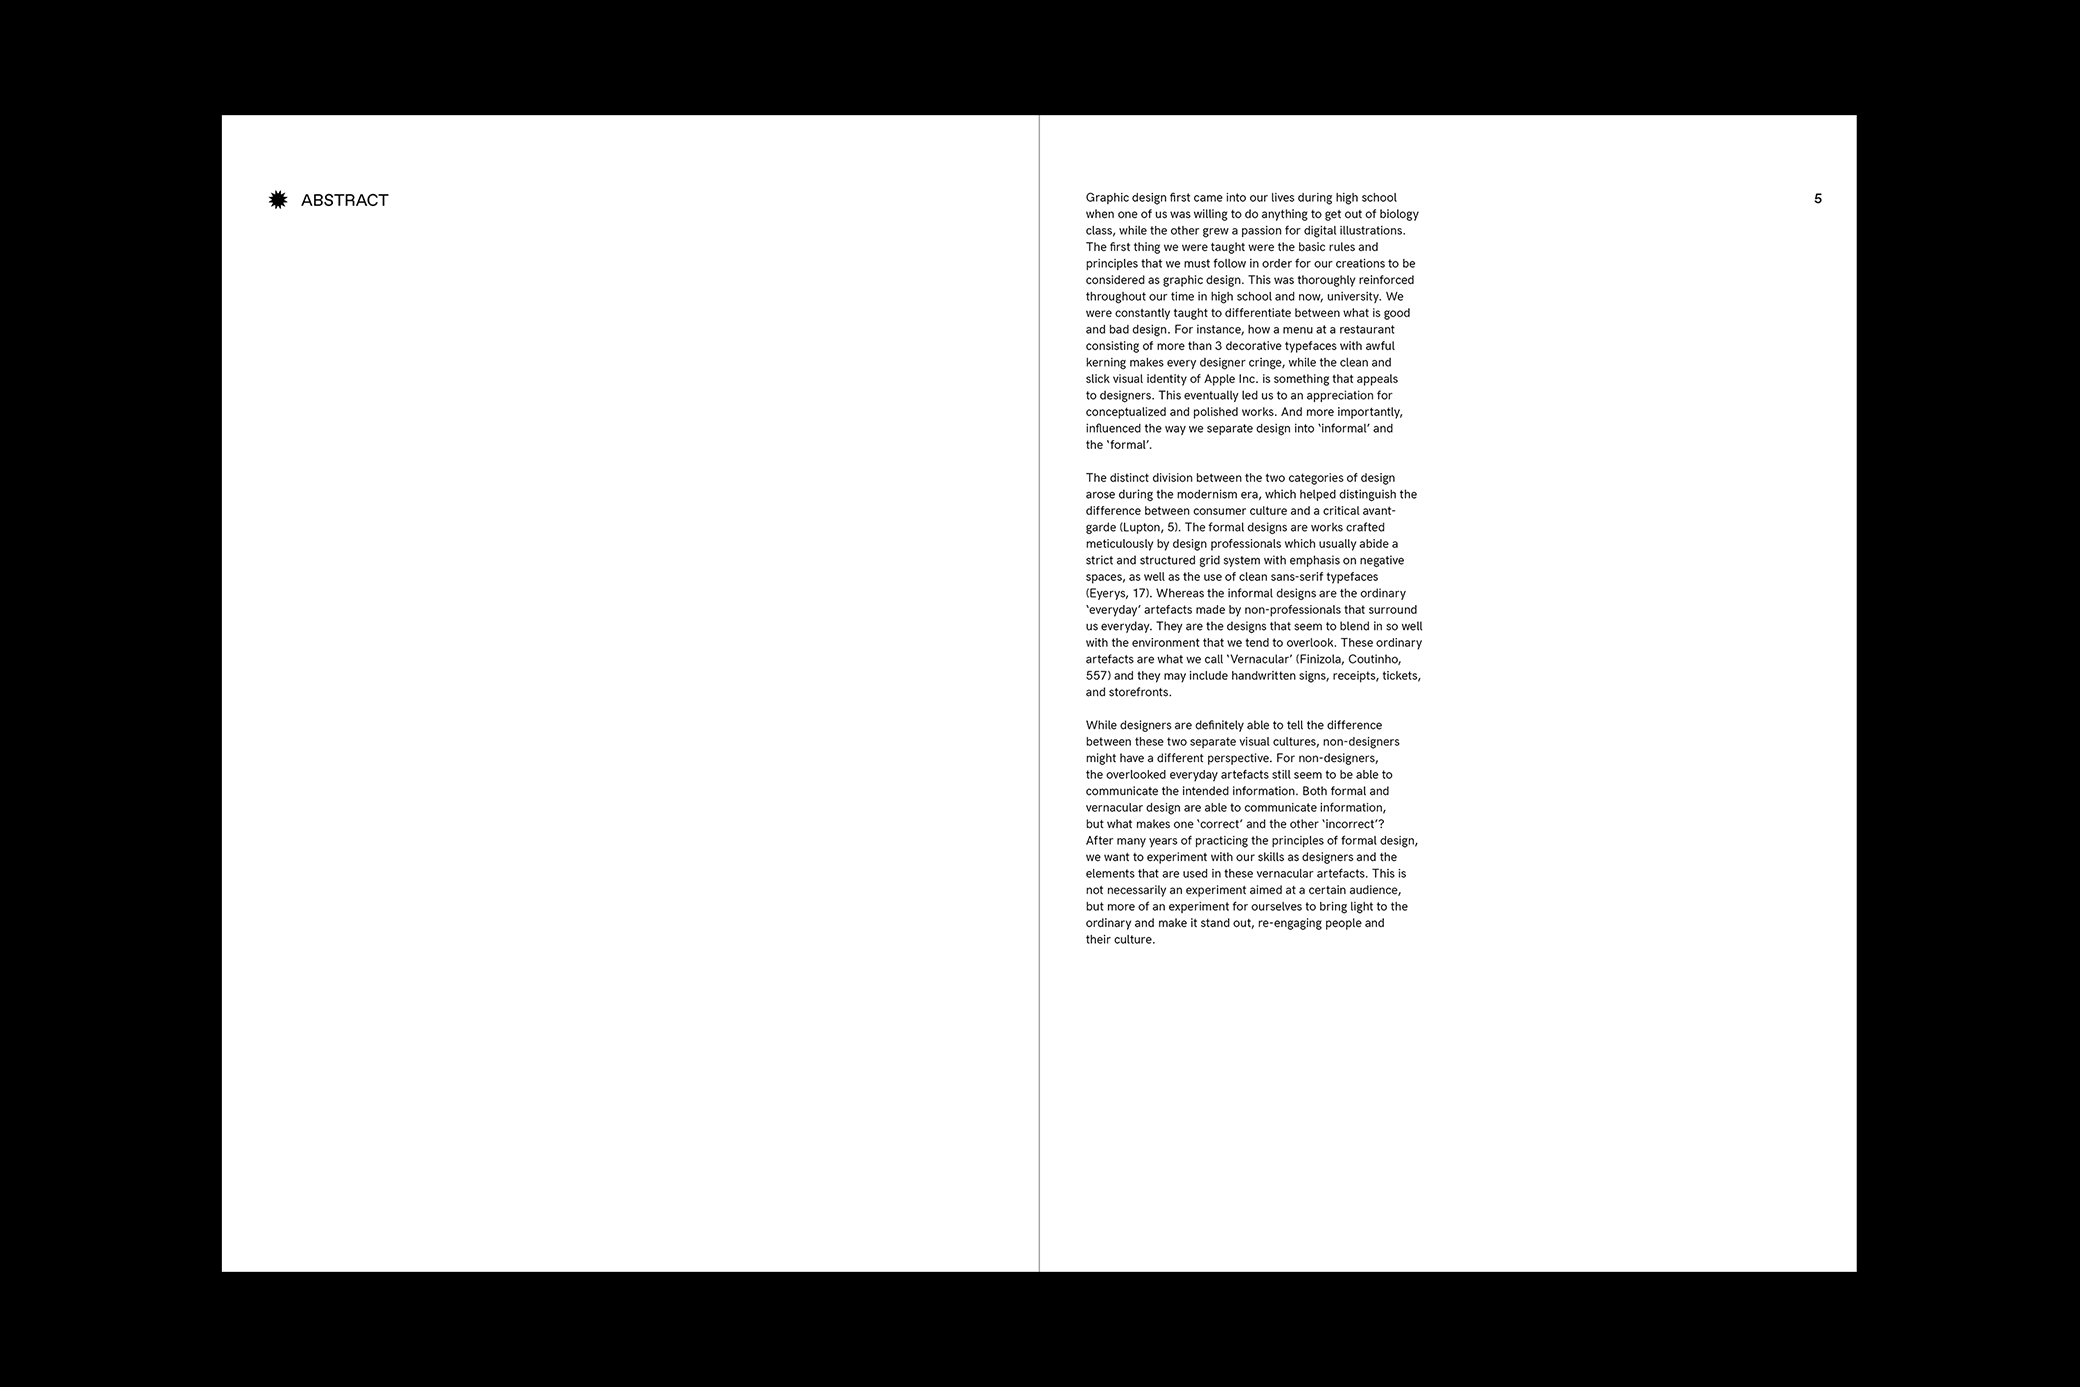 ABSTRACT
Graphic design first came into our lives during high school
when one of us was willing to do anything to get out of biology
class, while the other grew a passion for digital illustrations.
The first thing we were taught were the basic rules and
principles that we must follow in order for our creations to be
considered as graphic design. This was thoroughly reinforced
throughout our time in high school and now, university. We
were constantly taught to differentiate between what is good
and bad design. For instance, how a menu at a restaurant
consisting of more than 3 decorative typefaces with awful
kerning makes every designer cringe, while the clean and
slick visual identity of Apple Inc. is something that appeals
to designers. This eventually led us to an appreciation for
conceptualized and polished works. And more importantly,
influenced the way we separate design into ‘informal’ and
the ‘formal’.
The distinct division between the two categories of design
arose during the modernism era, which helped distinguish the
difference between consumer culture and a critical avant-
garde (Lupton, 5). The formal designs are works crafted
meticulously by design professionals which usually abide a
strict and structured grid system with emphasis on negative
spaces, as well as the use of clean sans-serif typefaces
(Eyerys, 17). Whereas the informal designs are the ordinary
‘everyday’ artefacts made by non-professionals that surround
us everyday. They are the designs that seem to blend in so well
with the environment that we tend to overlook. These ordinary
artefacts are what we call ‘Vernacular’ (Finizola, Coutinho,
557) and they may include handwritten signs, receipts, tickets,
and storefronts.
While designers are definitely able to tell the difference
between these two separate visual cultures, non-designers
might have a different perspective. For non-designers,
the overlooked everyday artefacts still seem to be able to
communicate the intended information. Both formal and
vernacular design are able to communicate information,
but what makes one ‘correct’ and the other ‘incorrect’?
After many years of practicing the principles of formal design,
we want to experiment with our skills as designers and the
elements that are used in these vernacular artefacts. This is
not necessarily an experiment aimed at a certain audience,
but more of an experiment for ourselves to bring light to the
ordinary and make it stand out, re-engaging people and
their culture.
5